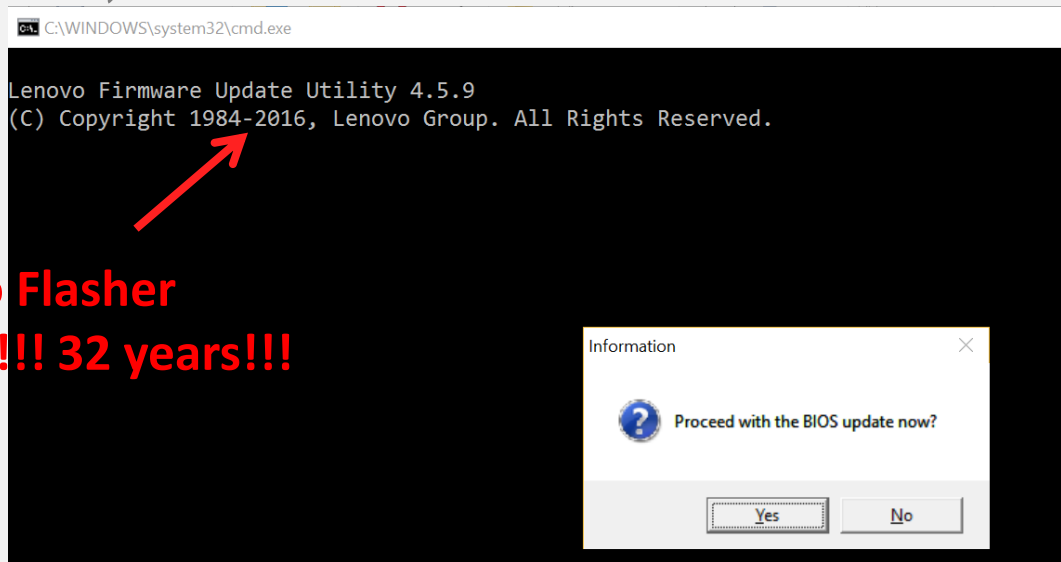 C:\WINDOWS\system32\cmd.exe
Lenovo Firmware Update Utility 4.5.9
(C) Copyright 1984-2016, Lenovo Group. All Rights Reserved.
Flasher
!!! 32 years!!!
Information
Proceed with the BIOS update now?
Yes
No